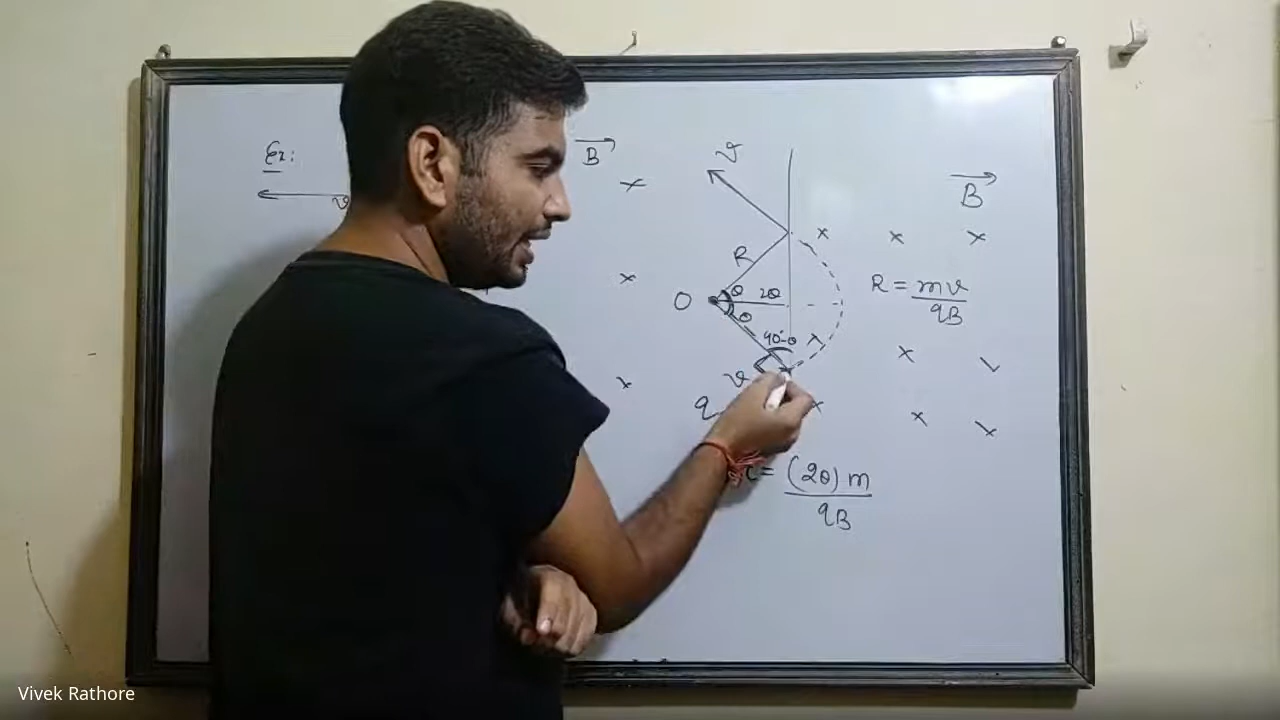 Ex:
v
B
v
B
R
θ
O
2θ
θ
R = mv
qB
90°-θ
v
q
t = (2θ) m
qB
Vivek Rathore